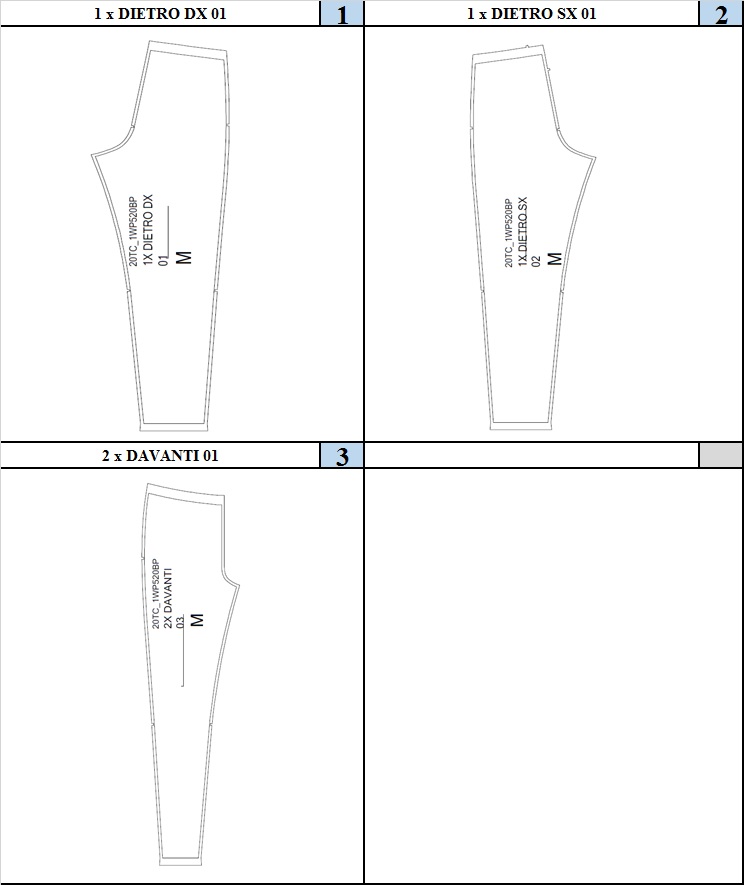 1 x DIETRO DX 01
1
1 x DIETRO SX 01
2
20TC_1WP520BP
1X DIETRO DX
01
M
20TC_1WP520BP
1X DIETRO SX
02
M
2 x DAVANTI 01
3
20TC_1WP520BP
2X DAVANTI
03
M